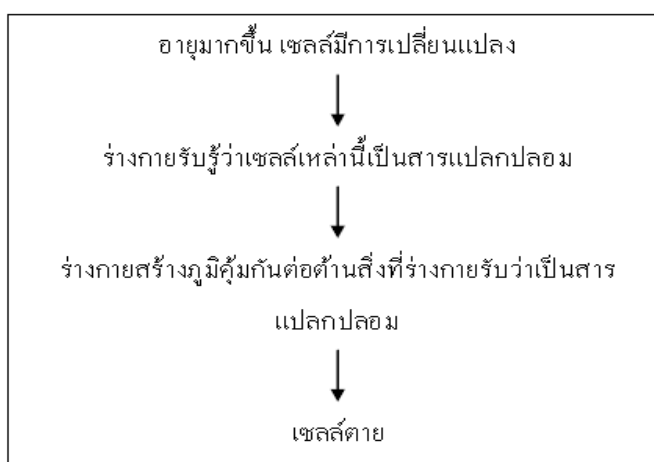 อายุมากขึ้น เซลล์มีการเปลี่ยนแปลง
ร่างกายรับรู้ว่าเซลล์เหล่านี้เป็นสารแปลกปลอม
ร่างกายสร้างภูมิคุ้มกันต่อต้านสิ่งที่ร่างกายรับว่าเป็นสาร
แปลกปลอม
เซลล์ตาย